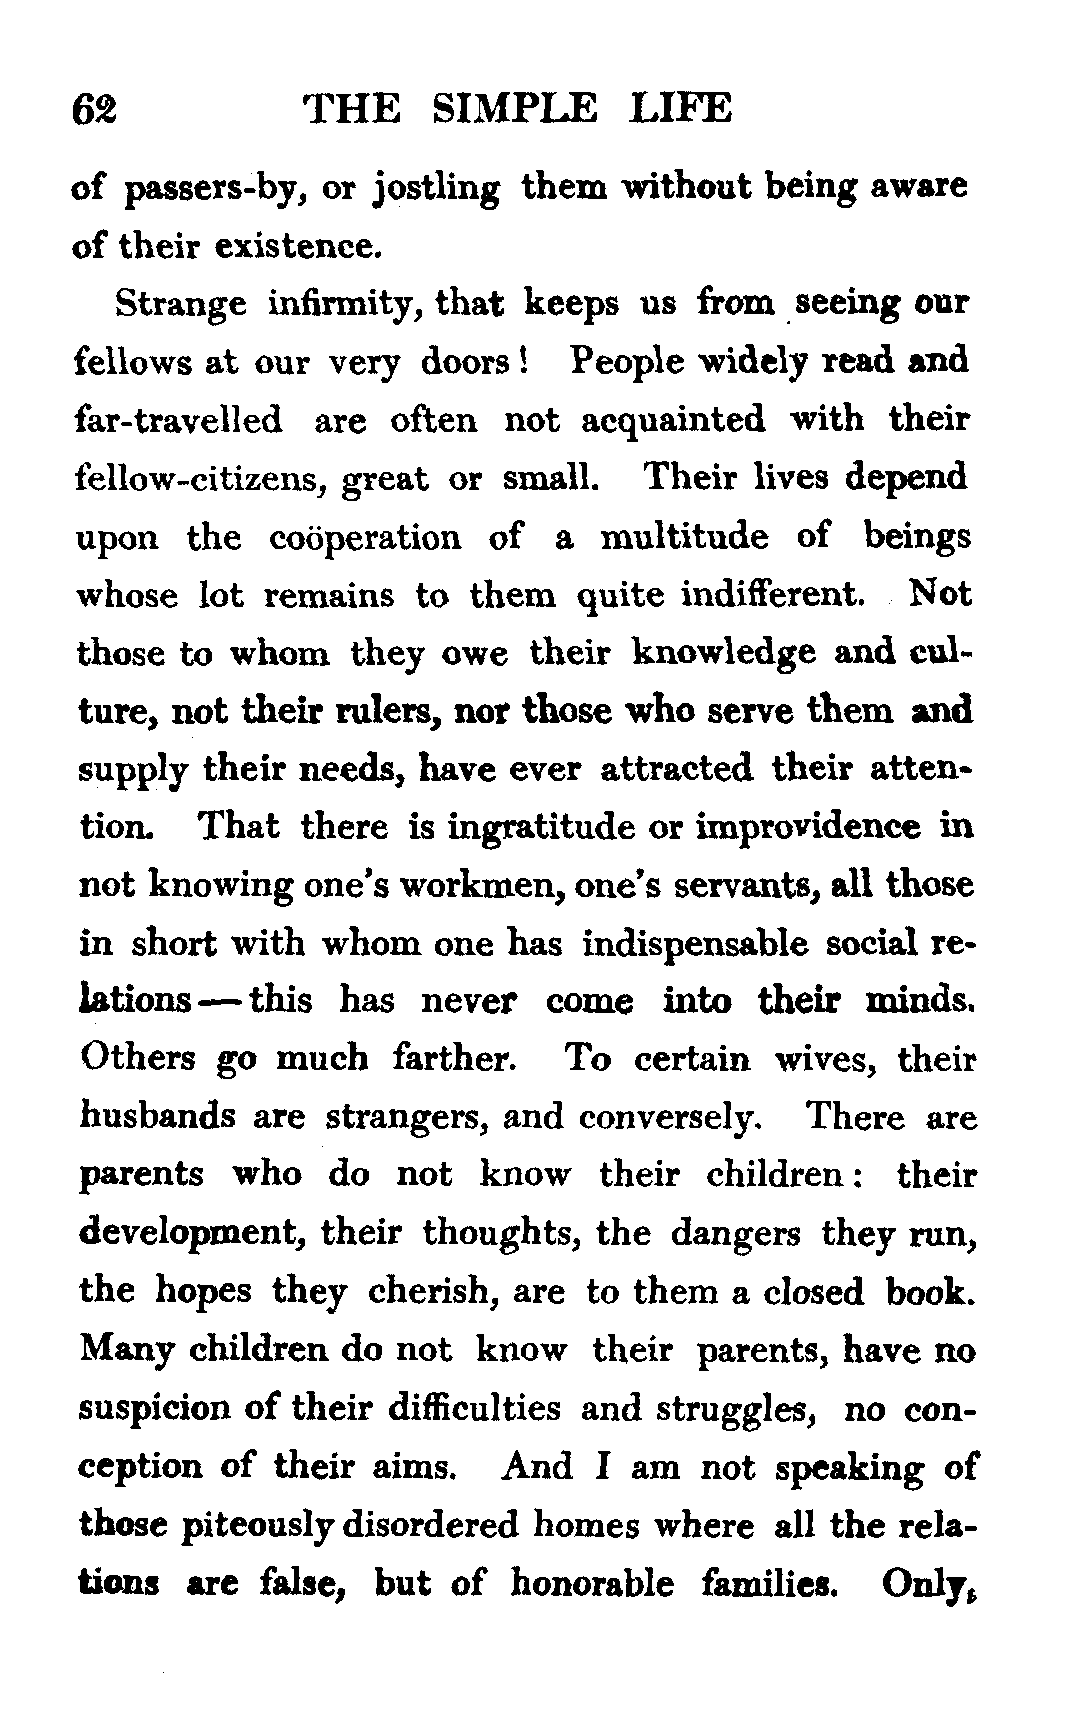 62 THE SIMPLE LIFE
of passers-by, or jostling them without being aware
of their existence.
Strange infirmity, that keeps us from seeing our
fellows at our very doors! People widely read and
far-travelled are often not acquainted with their
fellow-citizens, great or small. Their lives depend
upon the coöperation of a multitude of beings
whose lot remains to them quite indifferent. Not
those to whom they owe their knowledge and cul-
ture, not their rulers, nor those who serve them and
supply their needs, have ever attracted their atten-
tion. That there is ingratitude or improvidence in
not knowing one's workmen, one's servants, all those
in short with whom one has indispensable social re-
lations—this has never come into their minds.
Others go much farther. To certain wives, their
husbands are strangers, and conversely. There are
parents who do not know their children: their
development, their thoughts, the dangers they run,
the hopes they cherish, are to them a closed book.
Many children do not know their parents, have no
suspicion of their difficulties and struggles, no con-
ception of their aims. And I am not speaking of
those piteously disordered homes where all the rela-
tions are false, but of honorable families. Only,